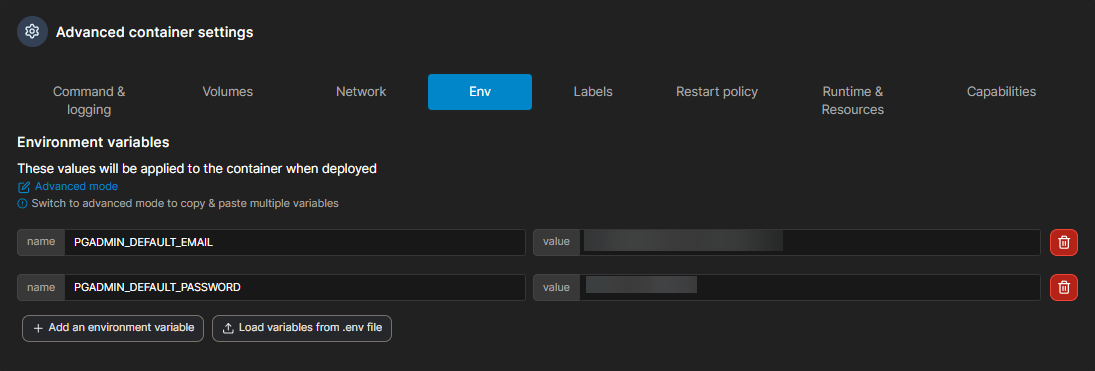 Advanced container settings
Command & logging
Volumes
Network
Env
Labels
Restart policy
Runtime & Resources
Capabilities
Environment variables
These values will be applied to the container when deployed
Advanced mode
Switch to advanced mode to copy & paste multiple variables
name PGADMIN_DEFAULT_EMAIL value
name PGADMIN_DEFAULT_PASSWORD value
+ Add an environment variable Load variables from .env file